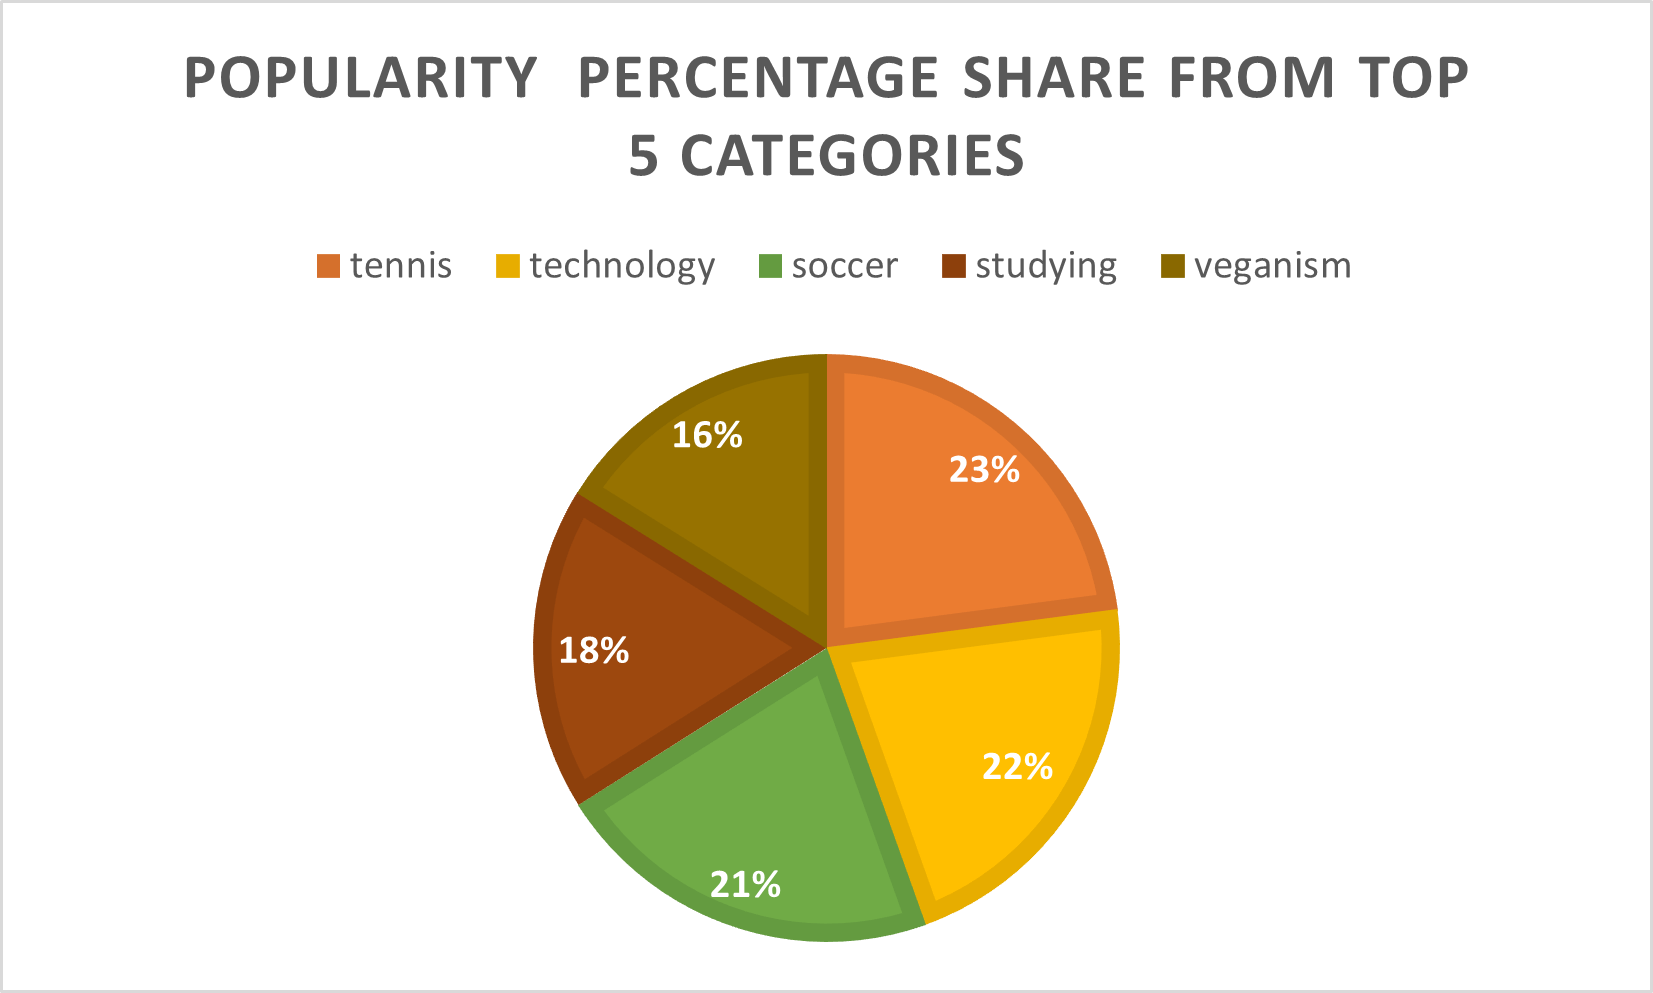 POPULARITY  PERCENTAGE SHARE FROM TOP
5 CATEGORIES
tennis technology soccer studying veganism
16%
23%
18%
22%
21%